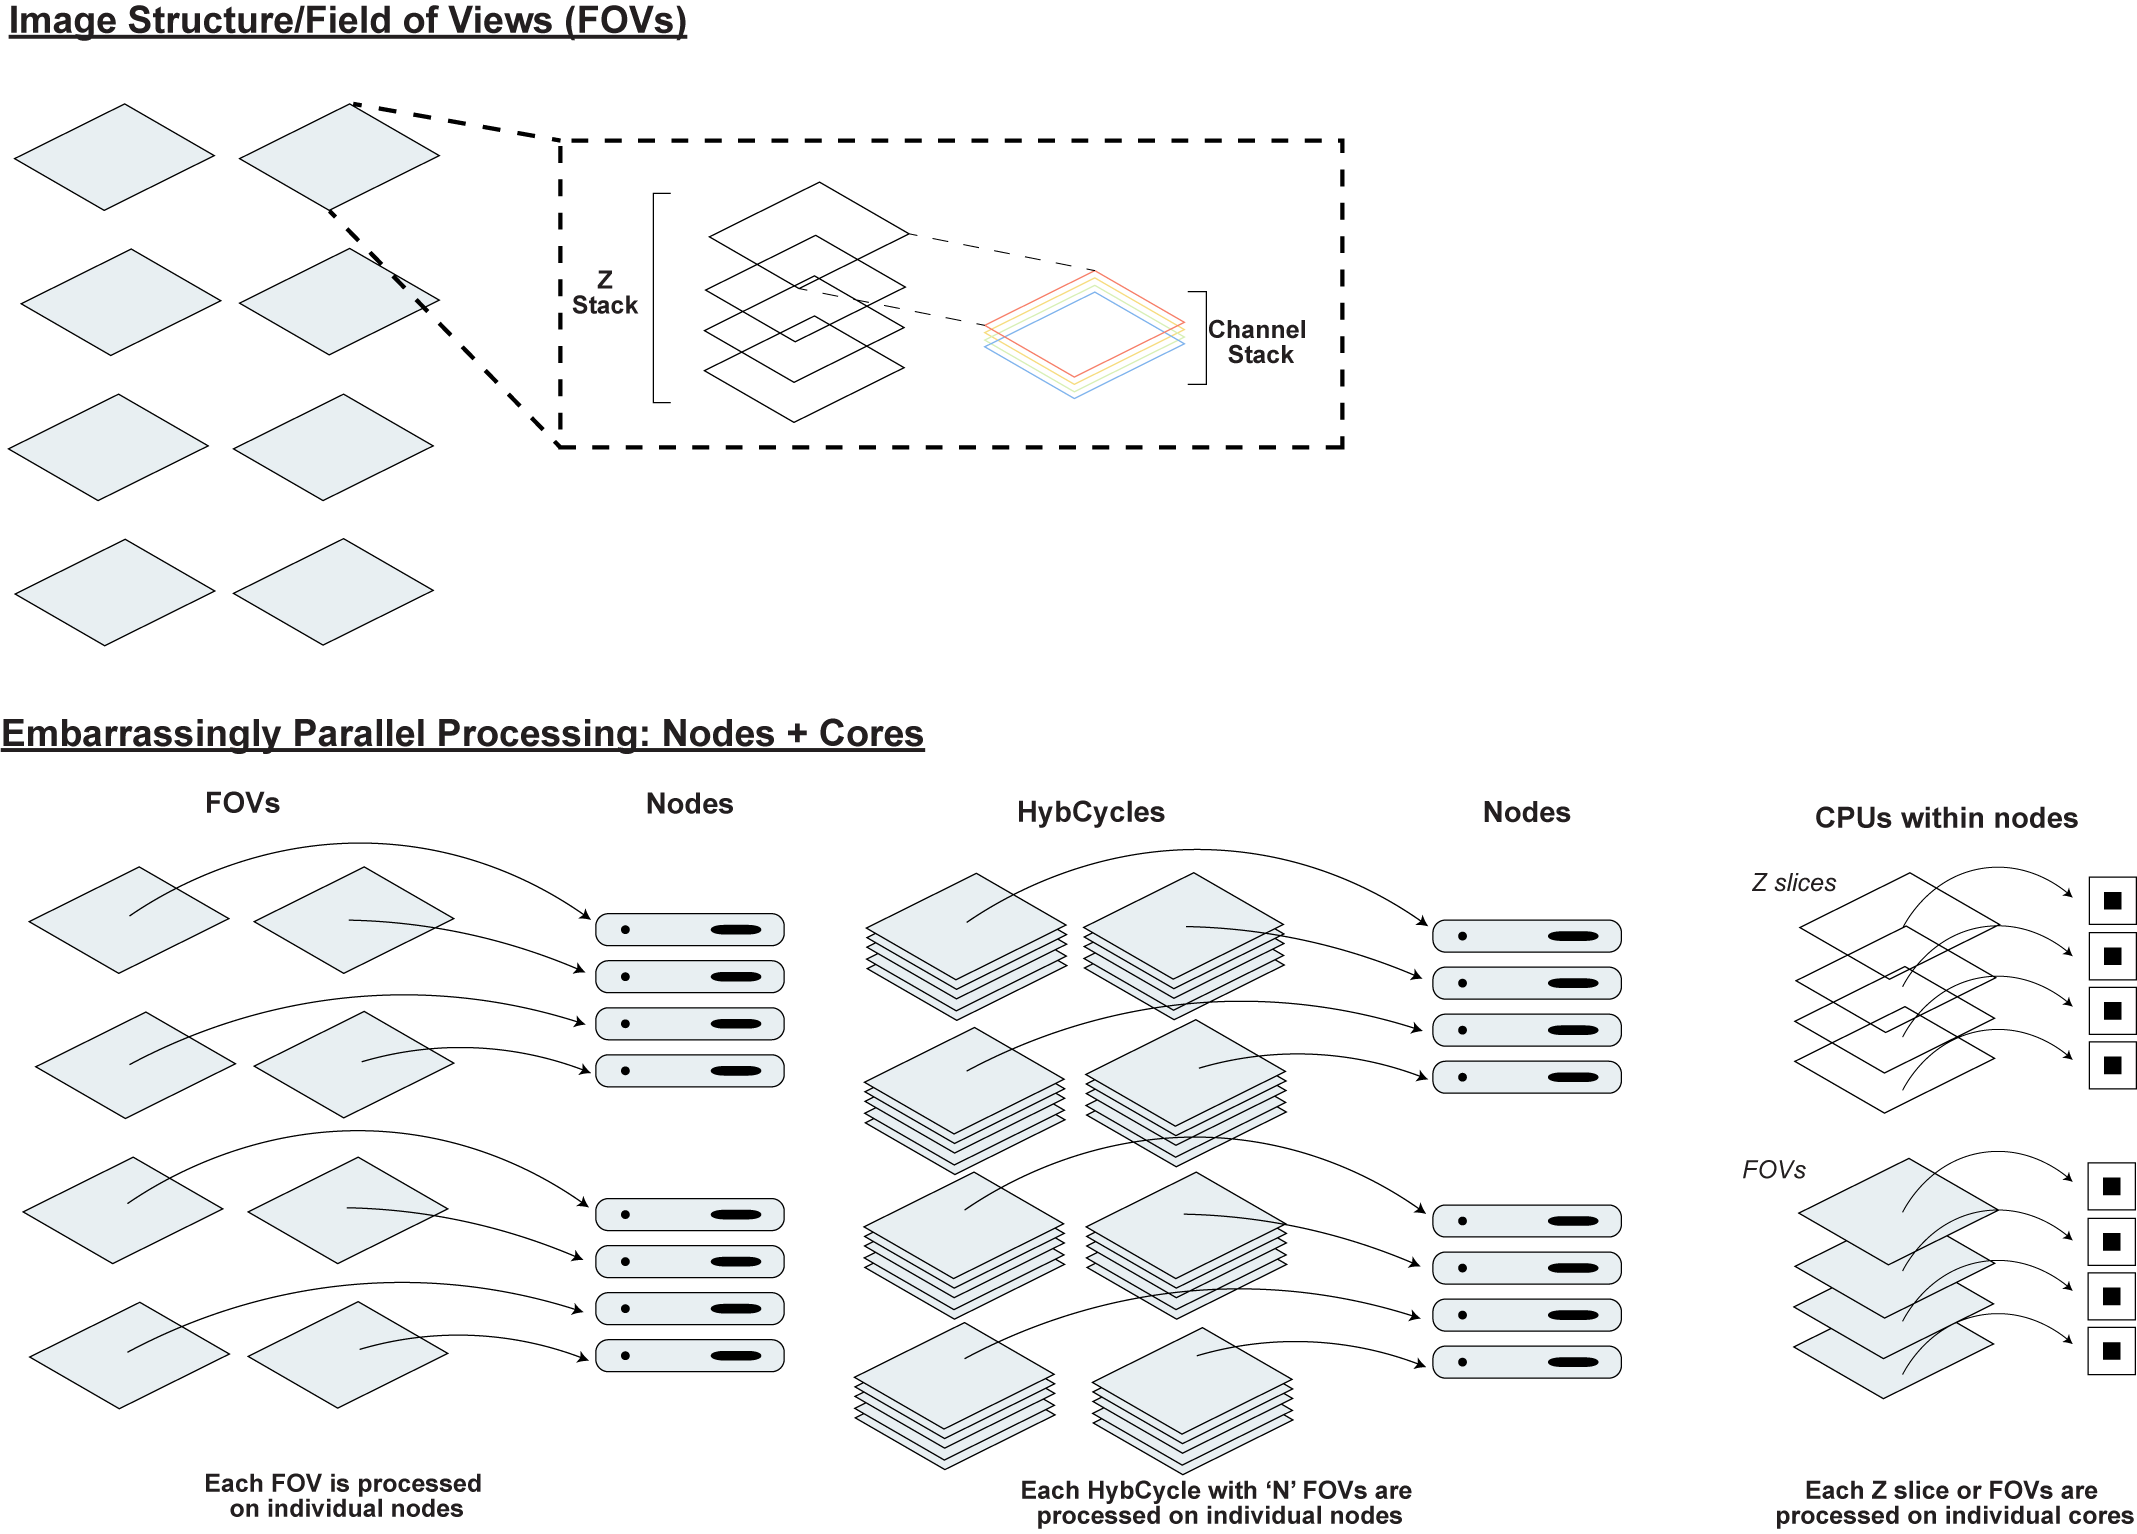 Image Structure/Field of Views (FOVs)
Z
Stack
Channel
Stack
Embarrassingly Parallel Processing: Nodes + Cores
FOVs
Nodes
HybCycles
Nodes
CPUs within nodes
Z slices
FOVs
Each FOV is processed
on individual nodes
Each HybCycle with ‘N’ FOVs are
processed on individual nodes
Each Z slice or FOVs are
processed on individual cores